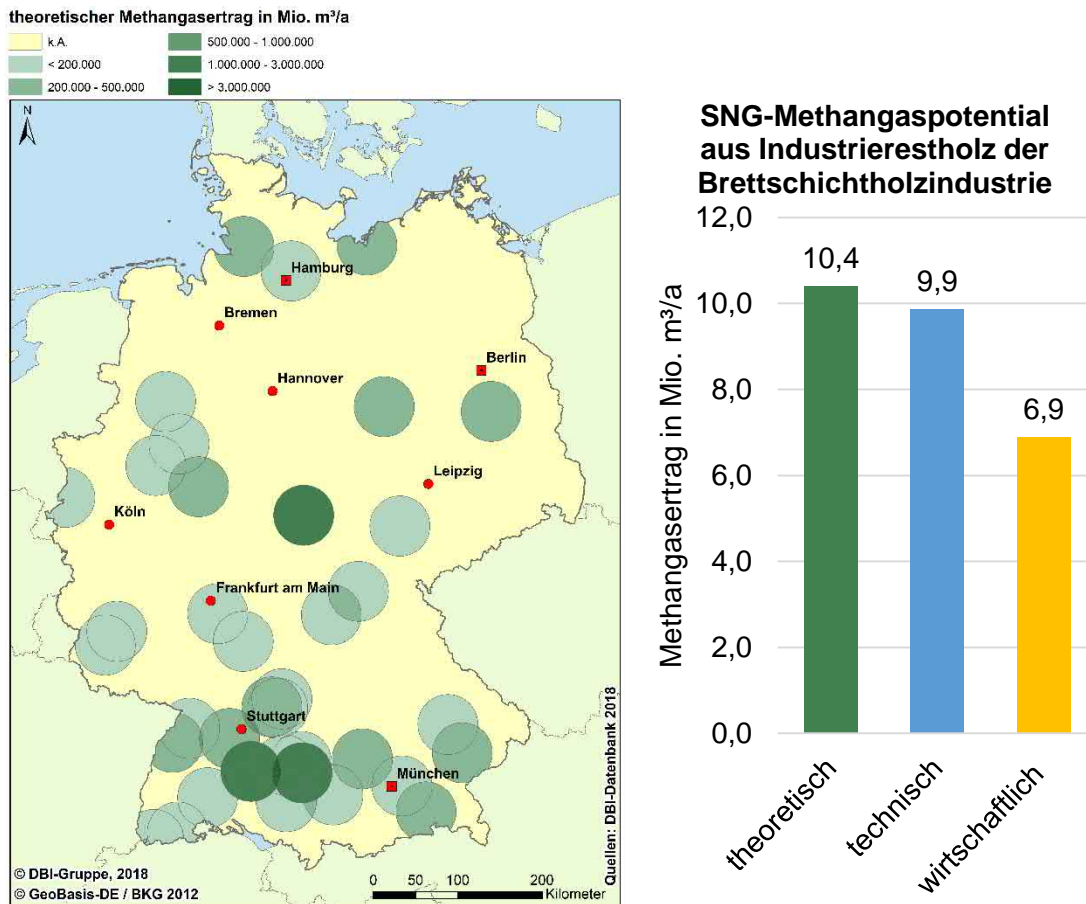 theoretischer Methangasertrag in Mio. m³/a
k.A.
< 200.000
200.000 - 500.000
500.000 - 1.000.000
1.000.000 - 3.000.000
> 3.000.000
N
Hamburg
Bremen
Berlin
Hannover
Leipzig
Köln
Frankfurt am Main
Stuttgart
München
© DBI-Gruppe, 2018
© GeoBasis-DE / BKG 2012
0 50 100 200
Kilometer
Quellen: DBI-Datenbank 2018
SNG-Methangaspotential
aus Industrierestholz der
Brettschichtholzindustrie
Methangasertrag in Mio. m³/a
12,0
10,0
8,0
6,0
4,0
2,0
0,0
10,4
9,9
6,9
theoretisch
technisch
wirtschaftlich